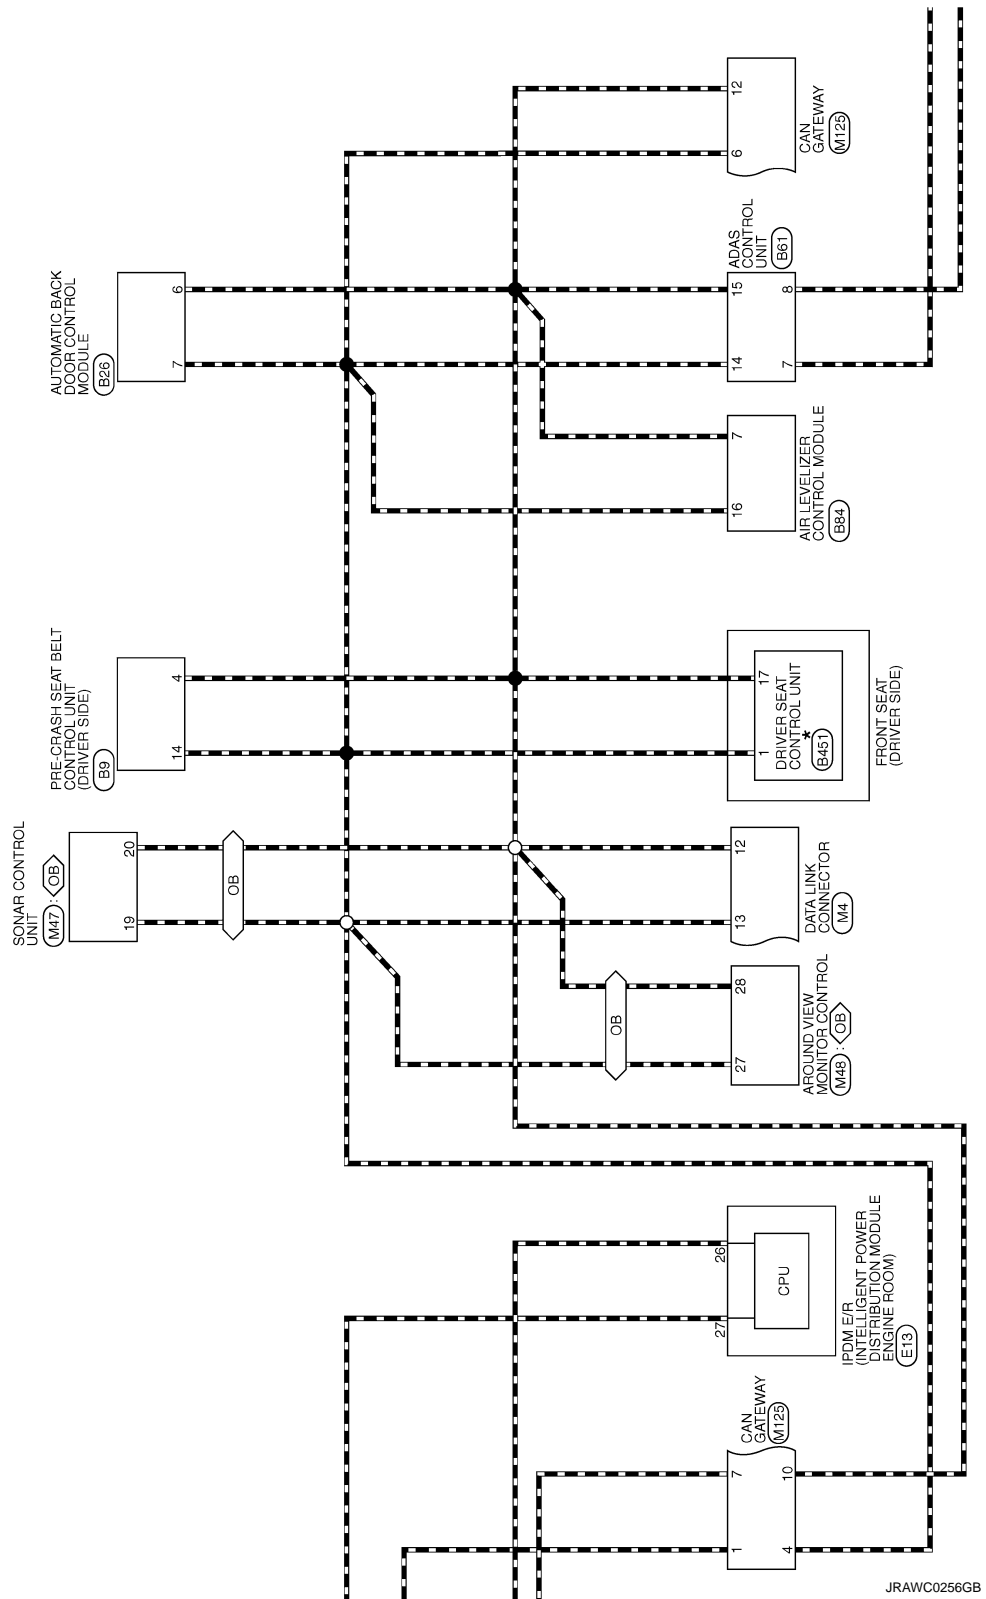 CAN
GATEWAY
M125
12
6
ADAS
CONTROL
UNIT
B61
15
14
8
7
AUTOMATIC BACK
DOOR CONTROL
MODULE
B26
6
7
AIR LEVELIZER
CONTROL MODULE
B84
7
16
PRE-CRASH SEAT BELT
CONTROL UNIT
(DRIVER SIDE)
B9
4
14
DRIVER SEAT
CONTROL UNIT
*
B451
17
1
FRONT SEAT
(DRIVER SIDE)
SONAR CONTROL
UNIT
M47 : OB
20
19
OB
DATA LINK
CONNECTOR
M4
12
13
AROUND VIEW
MONITOR CONTROL
M48 : OB
28
27
OB
IPDM E/R
(INTELLIGENT POWER
DISTRIBUTION MODULE
ENGINE ROOM)
E13
CPU
26
27
CAN
GATEWAY
M125
7
1
10
4
JRAWC0256GB